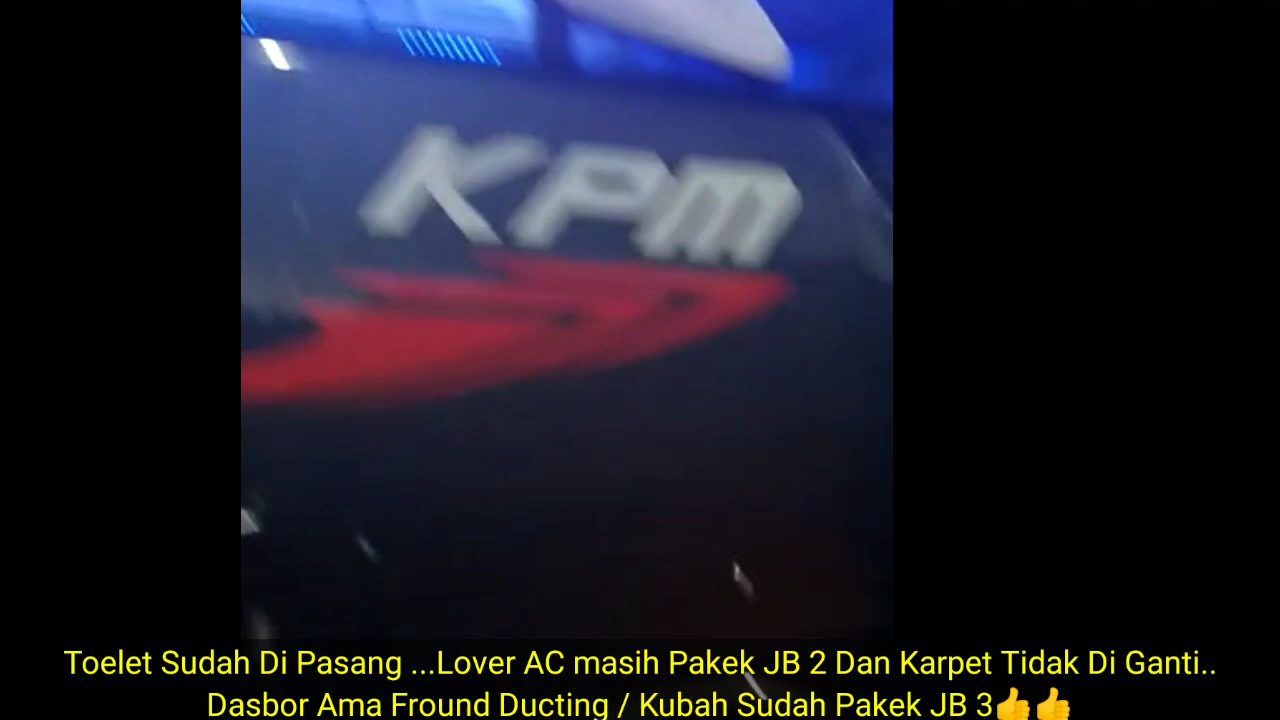 KPM
Toelet Sudah Di Pasang ...Lover AC masih Pakek JB 2 Dan Karpet Tidak Di Ganti..
Dasbor Ama Fround Ducting / Kubah Sudah Pakek JB 3👍👍